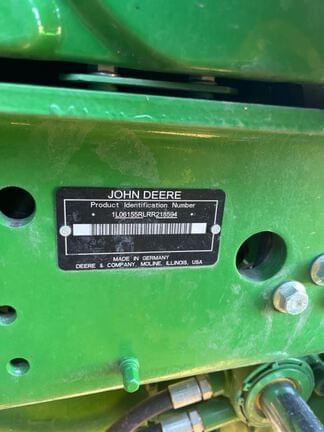 JOHN DEERE
Product Identification Number
* 1L06155RLRR218594 *
MADE IN GERMANY
DEERE & COMPANY, MOLINE, ILLINOIS, USA